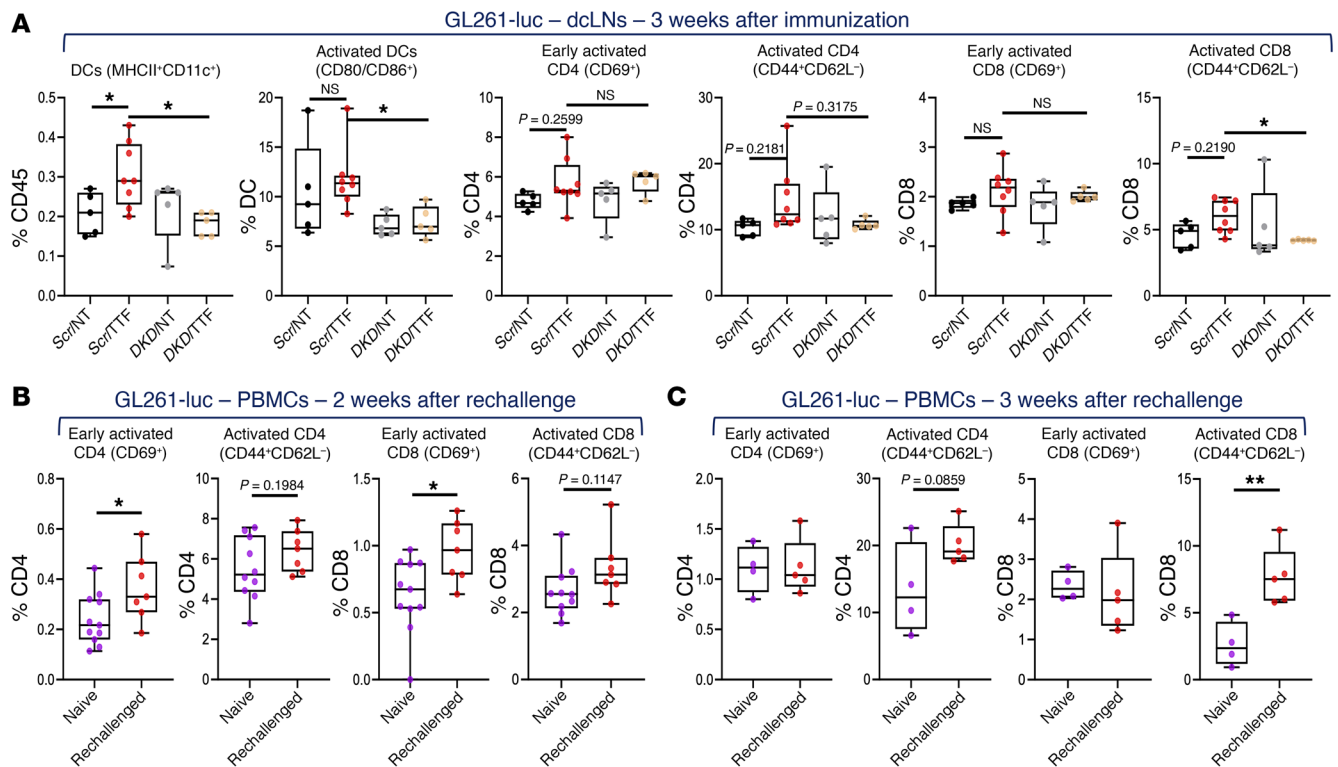 A
GL261-luc – dcLNs – 3 weeks after immunization
DCs (MHCII⁺CD11c⁺)
% CD45
0.5
0.4
0.3
0.2
0.1
0.0
*
*
Scr/NT
Scr/TTF
DKD/NT
DKD/TTF
Activated DCs
(CD80/CD86⁺)
% DC
20
15
10
5
0
NS
*
Scr/NT
Scr/TTF
DKD/NT
DKD/TTF
Early activated
CD4 (CD69⁺)
% CD4
10
8
6
4
2
0
NS
P = 0.2599
Scr/NT
Scr/TTF
DKD/NT
DKD/TTF
Activated CD4
(CD44⁺CD62L⁻)
% CD4
30
20
10
0
P = 0.3175
P = 0.2181
Scr/NT
Scr/TTF
DKD/NT
DKD/TTF
Early activated
CD8 (CD69⁺)
% CD8
4
3
2
1
0
NS
NS
Scr/NT
Scr/TTF
DKD/NT
DKD/TTF
Activated CD8
(CD44⁺CD62L⁻)
% CD8
15
10
5
0
*
P = 0.2190
Scr/NT
Scr/TTF
DKD/NT
DKD/TTF
B
GL261-luc – PBMCs – 2 weeks after rechallenge
Early activated
CD4 (CD69⁺)
% CD4
0.8
0.6
0.4
0.2
0.0
*
Naive
Rechallenged
Activated CD4
(CD44⁺CD62L⁻)
% CD4
10
8
6
4
2
0
P = 0.1984
Naive
Rechallenged
Early activated
CD8 (CD69⁺)
% CD8
1.5
1.0
0.5
0.0
*
Naive
Rechallenged
Activated CD8
(CD44⁺CD62L⁻)
% CD8
6
4
2
0
P = 0.1147
Naive
Rechallenged
C
GL261-luc – PBMCs – 3 weeks after rechallenge
Early activated
CD4 (CD69⁺)
% CD4
2.0
1.5
1.0
0.5
0.0
Naive
Rechallenged
Activated CD4
(CD44⁺CD62L⁻)
% CD4
30
20
10
0
P = 0.0859
Naive
Rechallenged
Early activated
CD8 (CD69⁺)
% CD8
5
4
3
2
1
0
Naive
Rechallenged
Activated CD8
(CD44⁺CD62L⁻)
% CD8
15
10
5
0
**
Naive
Rechallenged